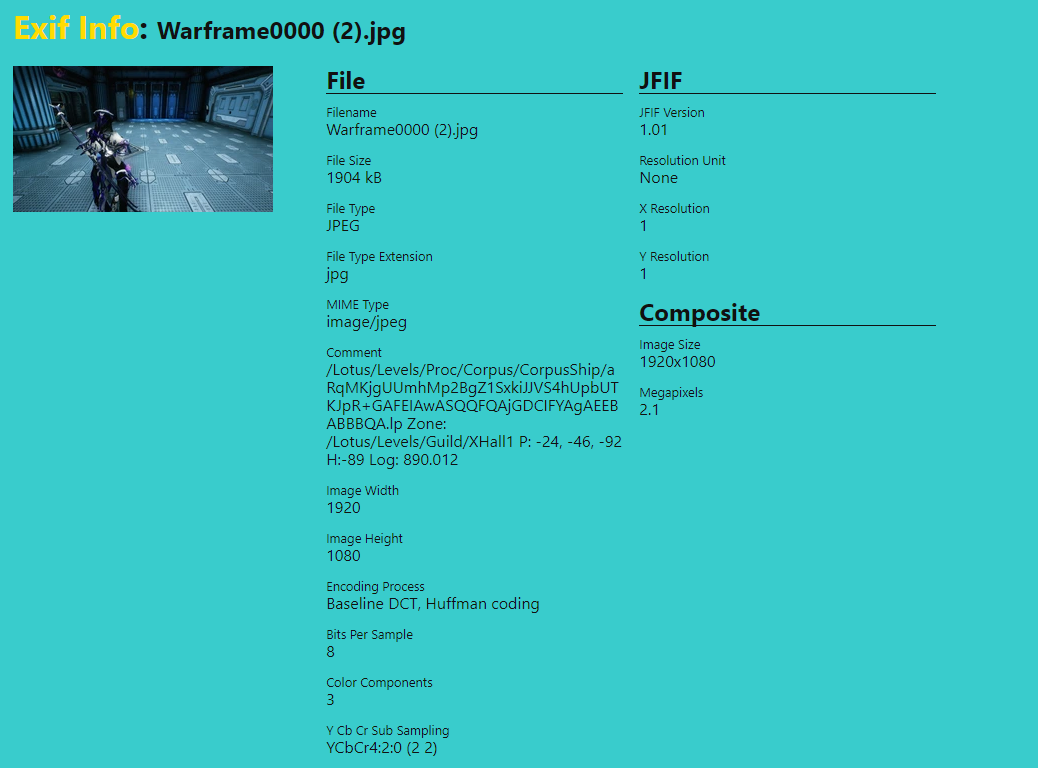 Exif Info: Warframe0000 (2).jpg
File
Filename
Warframe0000 (2).jpg
File Size
1904 kB
File Type
JPEG
File Type Extension
jpg
MIME Type
image/jpeg
Comment
/Lotus/Levels/Proc/Corpus/CorpusShip/a
RqMKjgUUmhMp2BgZ1SxkiJJVS4hUpbUT
KJpR+GAFEIAwASQQFQAjGDCIFYAgAEEB
ABBBQA.lp Zone:
/Lotus/Levels/Guild/XHall1 P: -24, -46, -92
H:-89 Log: 890.012
Image Width
1920
Image Height
1080
Encoding Process
Baseline DCT, Huffman coding
Bits Per Sample
8
Color Components
3
Y Cb Cr Sub Sampling
YCbCr4:2:0 (2 2)
JFIF
JFIF Version
1.01
Resolution Unit
None
X Resolution
1
Y Resolution
1
Composite
Image Size
1920x1080
Megapixels
2.1